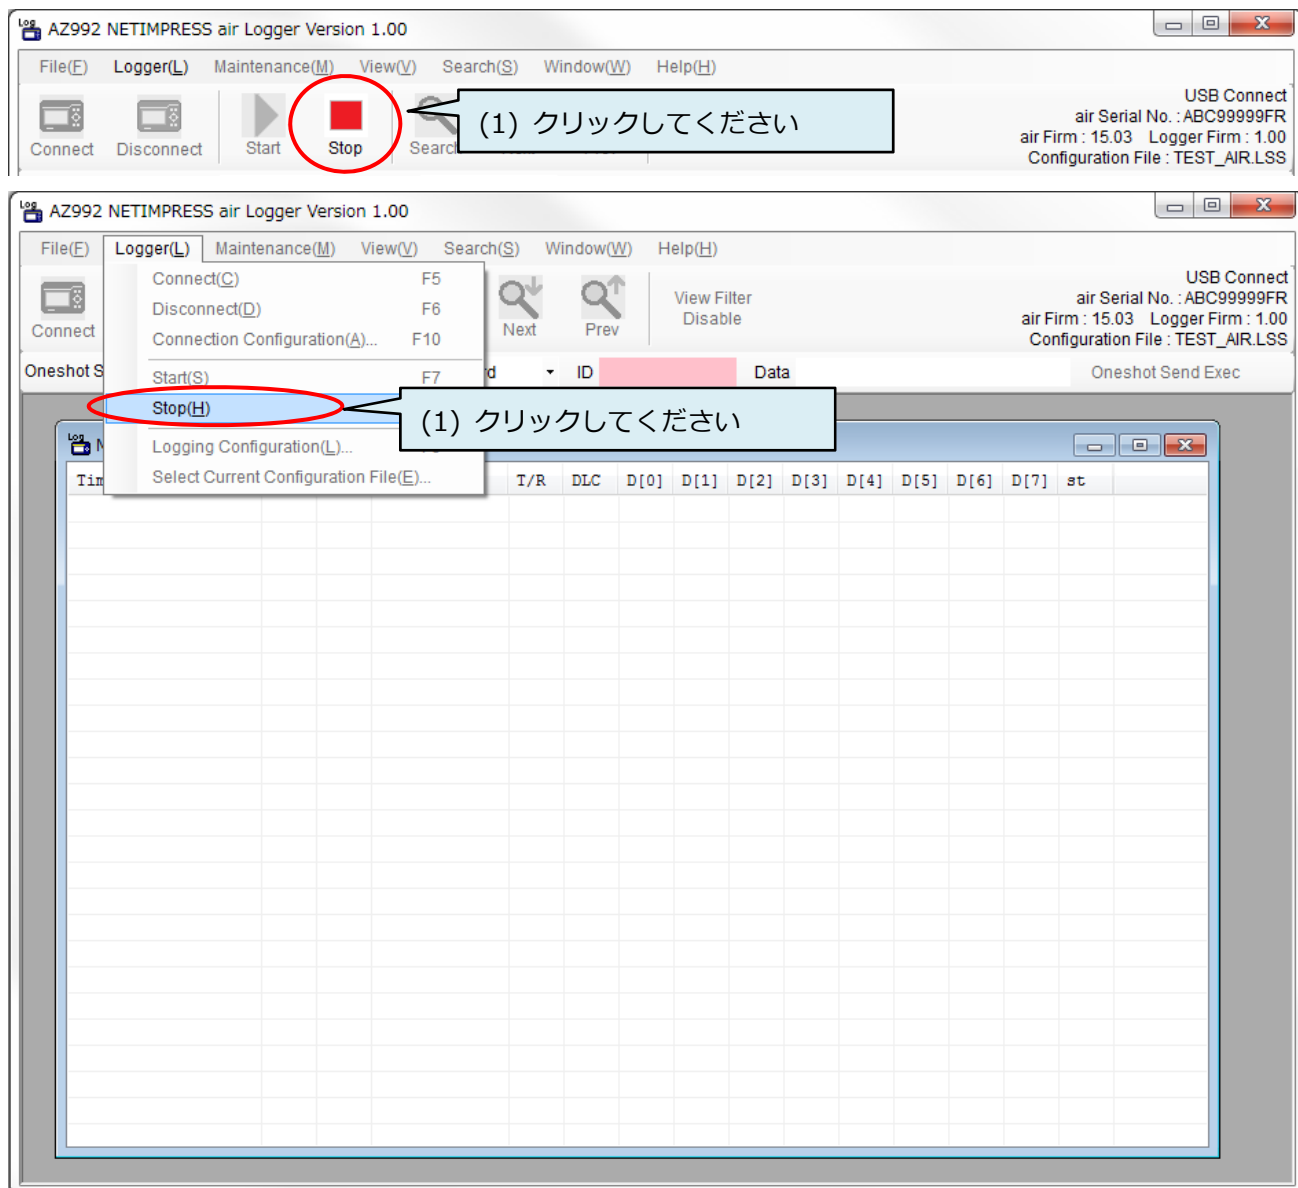 Log AZ992 NETIMPRESS air Logger Version 1.00
File(F) Logger(L) Maintenance(M) View(V) Search(S) Window(W) Help(H)
Connect Disconnect Start Stop Search
(1) クリックしてください
USB Connect
air Serial No. : ABC99999FR
air Firm : 15.03 Logger Firm : 1.00
Configuration File : TEST_AIR.LSS
Log AZ992 NETIMPRESS air Logger Version 1.00
File(F) Logger(L) Maintenance(M) View(V) Search(S) Window(W) Help(H)
Connect Next Prev
View Filter
Disable
USB Connect
air Serial No. : ABC99999FR
air Firm : 15.03 Logger Firm : 1.00
Configuration File : TEST_AIR.LSS
Connect(C) F5
Disconnect(D) F6
Connection Configuration(A)... F10
Start(S) F7
Stop(H)
Logging Configuration(L)...
Select Current Configuration File(E)...
Oneshot S rd ID Data Oneshot Send Exec
(1) クリックしてください
Log N
Tim T/R DLC D[0] D[1] D[2] D[3] D[4] D[5] D[6] D[7] st